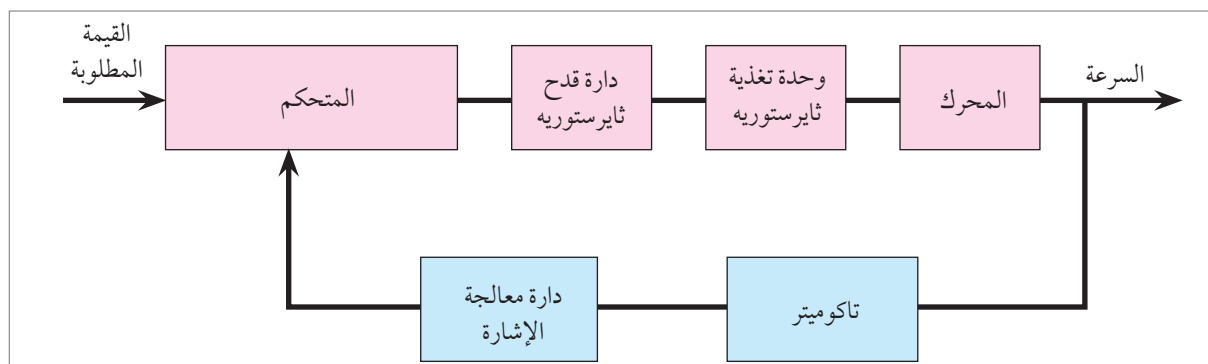 القيمة
المطلوبة
المتحكم
دارة قدح
ثايرستوريه
وحدة تغذية
ثايرستوريه
المحرك
السرعة
دارة معالجة
الإشارة
تاكوميتر